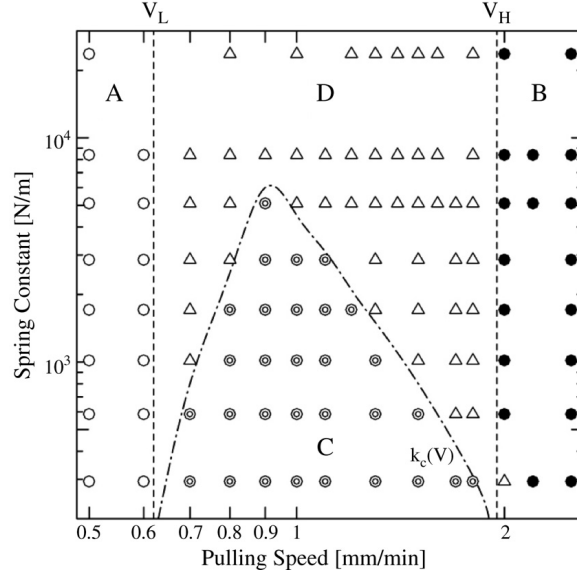 V_L V_H
A D B
10^4
Spring Constant [N/m]
10^3
C k_c(V)
0.5 0.6 0.7 0.8 0.9 1 2
Pulling Speed [mm/min]